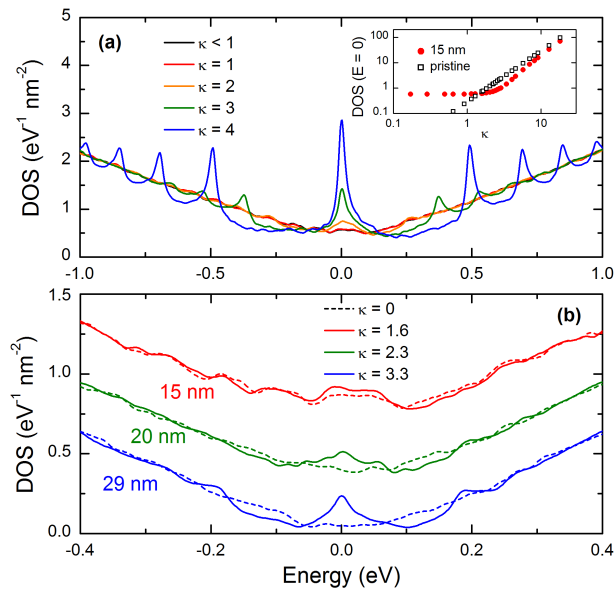 (a)
κ < 1
κ = 1
κ = 2
κ = 3
κ = 4
DOS (eV⁻¹ nm⁻²)
5
4
3
2
1
0
-1.0 -0.5 0.0 0.5 1.0
DOS (E = 0)
100
10
1
0.1
0.1 1 10
κ
15 nm
pristine
(b)
κ = 0
κ = 1.6
κ = 2.3
κ = 3.3
15 nm
20 nm
29 nm
DOS (eV⁻¹ nm⁻²)
1.5
1.0
0.5
0.0
-0.4 -0.2 0.0 0.2 0.4
Energy (eV)